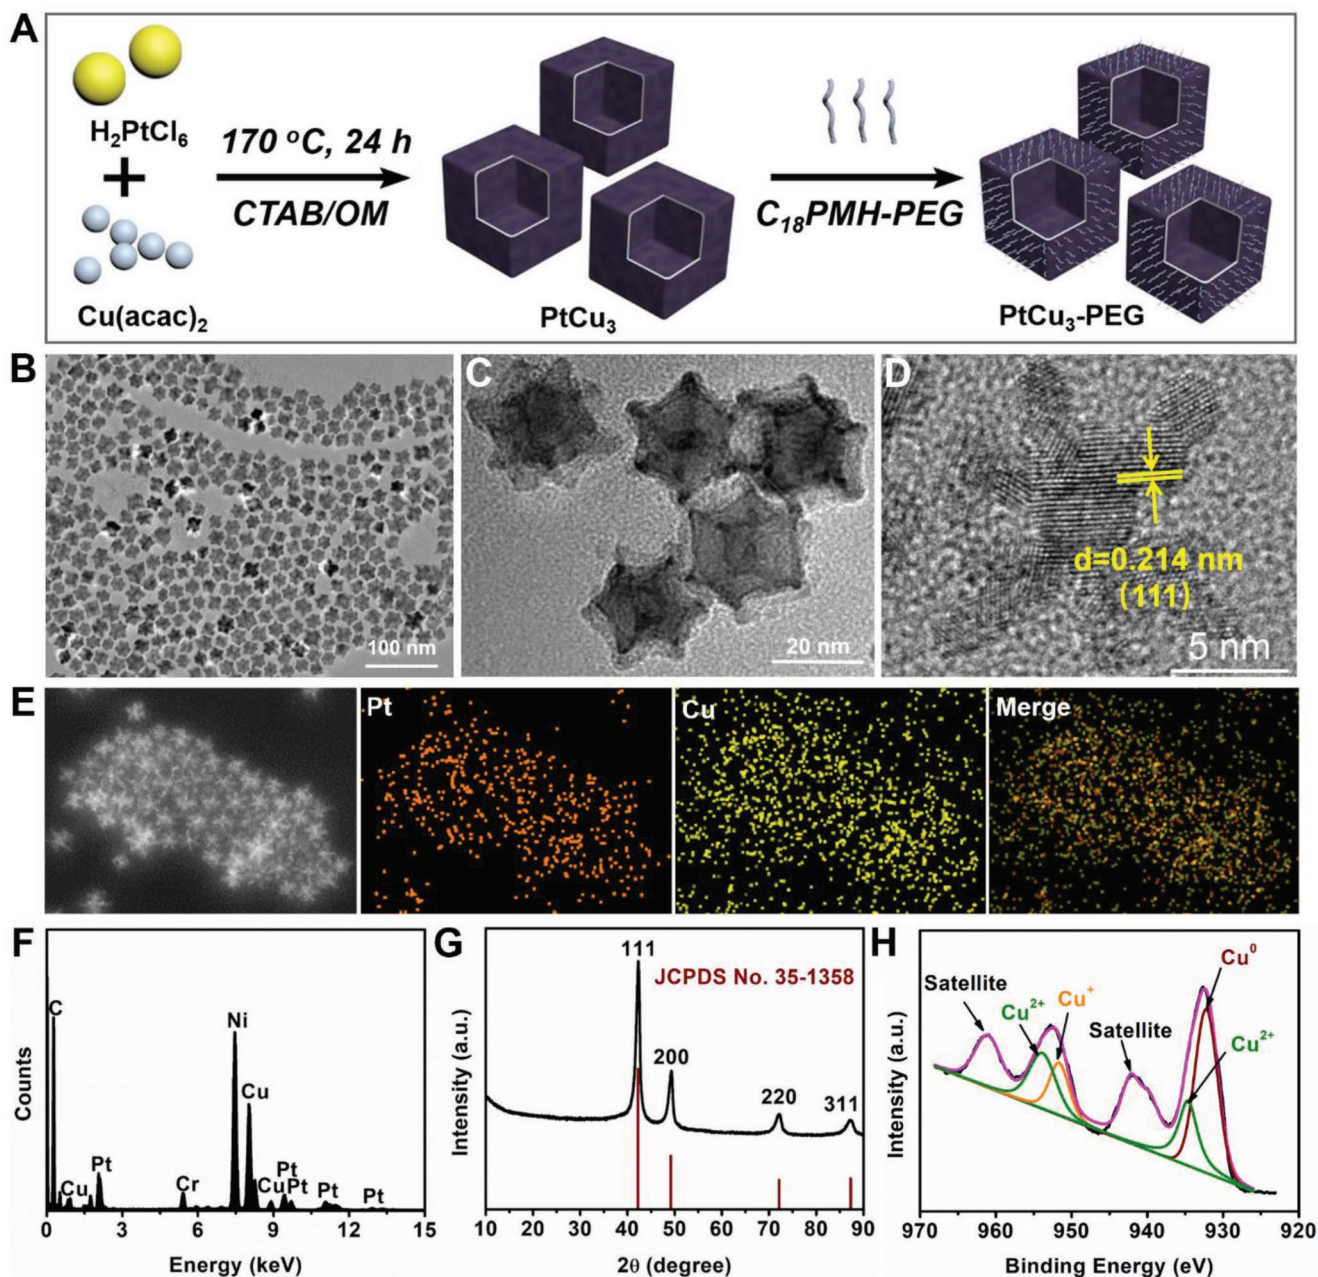 A
H₂PtCl₆
+
Cu(acac)₂
170 °C, 24 h
CTAB/OM
PtCu₃
C₁₈PMH-PEG
PtCu₃-PEG
B
100 nm
C
20 nm
D
d=0.214 nm
(111)
5 nm
E
Pt
Cu
Merge
F
C
Cu
Pt
Cr
Ni
Cu
Cu
Pt
Pt
Pt
Pt
Counts
0 3 6 9 12 15
Energy (keV)
G
111
JCPDS No. 35-1358
200
220
311
Intensity (a.u.)
10 20 30 40 50 60 70 80 90
2θ (degree)
H
Cu⁰
Satellite
Cu²⁺
Cu⁺
Satellite
Cu²⁺
Intensity (a.u.)
970 960 950 940 930 920
Binding Energy (eV)